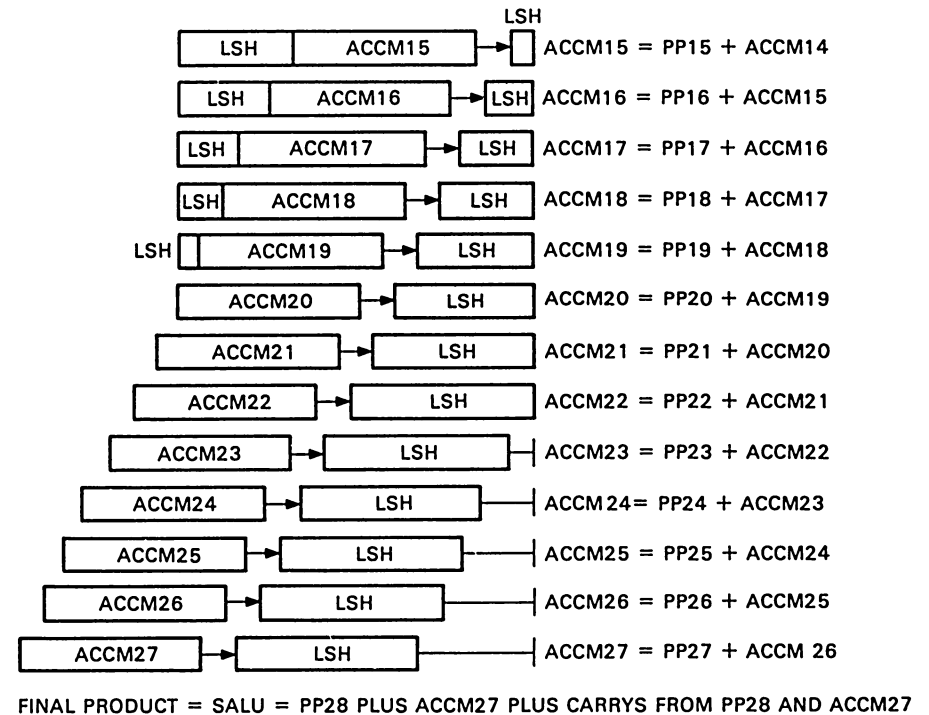 LSH
LSH ACCM15 ACCM15 = PP15 + ACCM14
LSH ACCM16 LSH ACCM16 = PP16 + ACCM15
LSH ACCM17 LSH ACCM17 = PP17 + ACCM16
LSH ACCM18 LSH ACCM18 = PP18 + ACCM17
LSH ACCM19 LSH ACCM19 = PP19 + ACCM18
ACCM20 LSH ACCM20 = PP20 + ACCM19
ACCM21 LSH ACCM21 = PP21 + ACCM20
ACCM22 LSH ACCM22 = PP22 + ACCM21
ACCM23 LSH ACCM23 = PP23 + ACCM22
ACCM24 LSH ACCM24= PP24 + ACCM23
ACCM25 LSH ACCM25 = PP25 + ACCM24
ACCM26 LSH ACCM26 = PP26 + ACCM25
ACCM27 LSH ACCM27 = PP27 + ACCM 26
FINAL PRODUCT = SALU = PP28 PLUS ACCM27 PLUS CARRYS FROM PP28 AND ACCM27